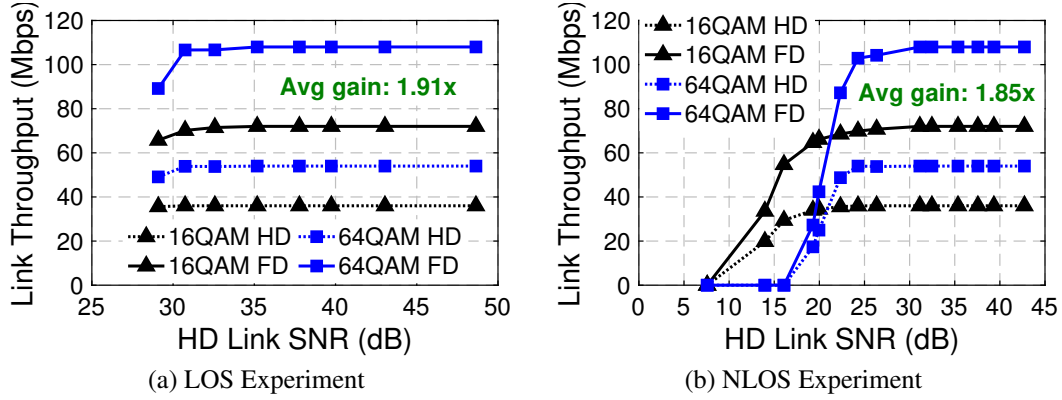 Link Throughput (Mbps)
120
100
80
60
40
20
0
Avg gain: 1.91x
16QAM HD
64QAM HD
16QAM FD
64QAM FD
25 30 35 40 45 50
HD Link SNR (dB)
(a) LOS Experiment
Link Throughput (Mbps)
120
100
80
60
40
20
0
16QAM HD
16QAM FD
64QAM HD
64QAM FD
Avg gain: 1.85x
0 5 10 15 20 25 30 35 40 45
HD Link SNR (dB)
(b) NLOS Experiment